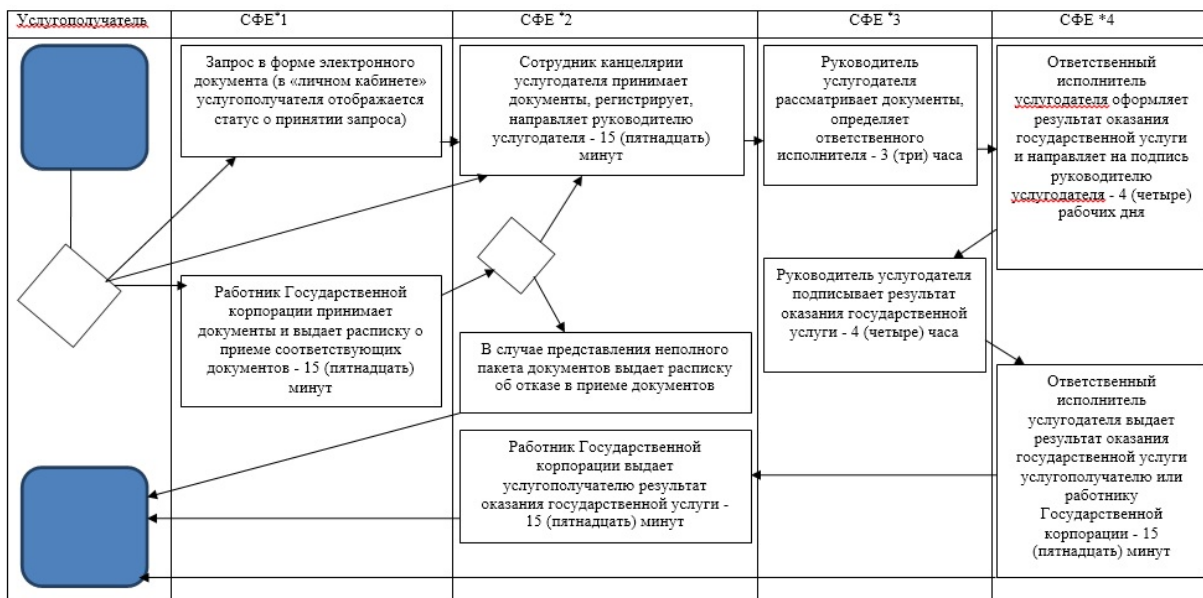 Услугополучатель
СФЕ*1
СФЕ *2
СФЕ *3
СФЕ *4
Запрос в форме электронного
документа (в «личном кабинете»
услугополучателя отображается
статус о принятии запроса)
Сотрудник канцелярии
услугодателя принимает
документы, регистрирует,
направляет руководителю
услугодателя - 15 (пятнадцать)
минут
Руководитель
услугодателя
рассматривает документы,
определяет
ответственного
исполнителя - 3 (три) часа
Ответственный
исполнитель
услугодателя оформляет
результат оказания
государственной услуги
и направляет на подпись
руководителю
услугодателя - 4 (четыре)
рабочих дня
Работник Государственной
корпорации принимает
документы и выдает расписку о
приеме соответствующих
документов - 15 (пятнадцать)
минут
В случае представления неполного
пакета документов выдает расписку
об отказе в приеме документов
Руководитель услугодателя
подписывает результат
оказания государственной
услуги - 4 (четыре) часа
Работник Государственной
корпорации выдает
услугополучателю результат
оказания государственной услуги -
15 (пятнадцать) минут
Ответственный
исполнитель
услугодателя выдает
результат оказания
государственной услуги
услугополучателю или
работнику
Государственной
корпорации - 15
(пятнадцать) минут